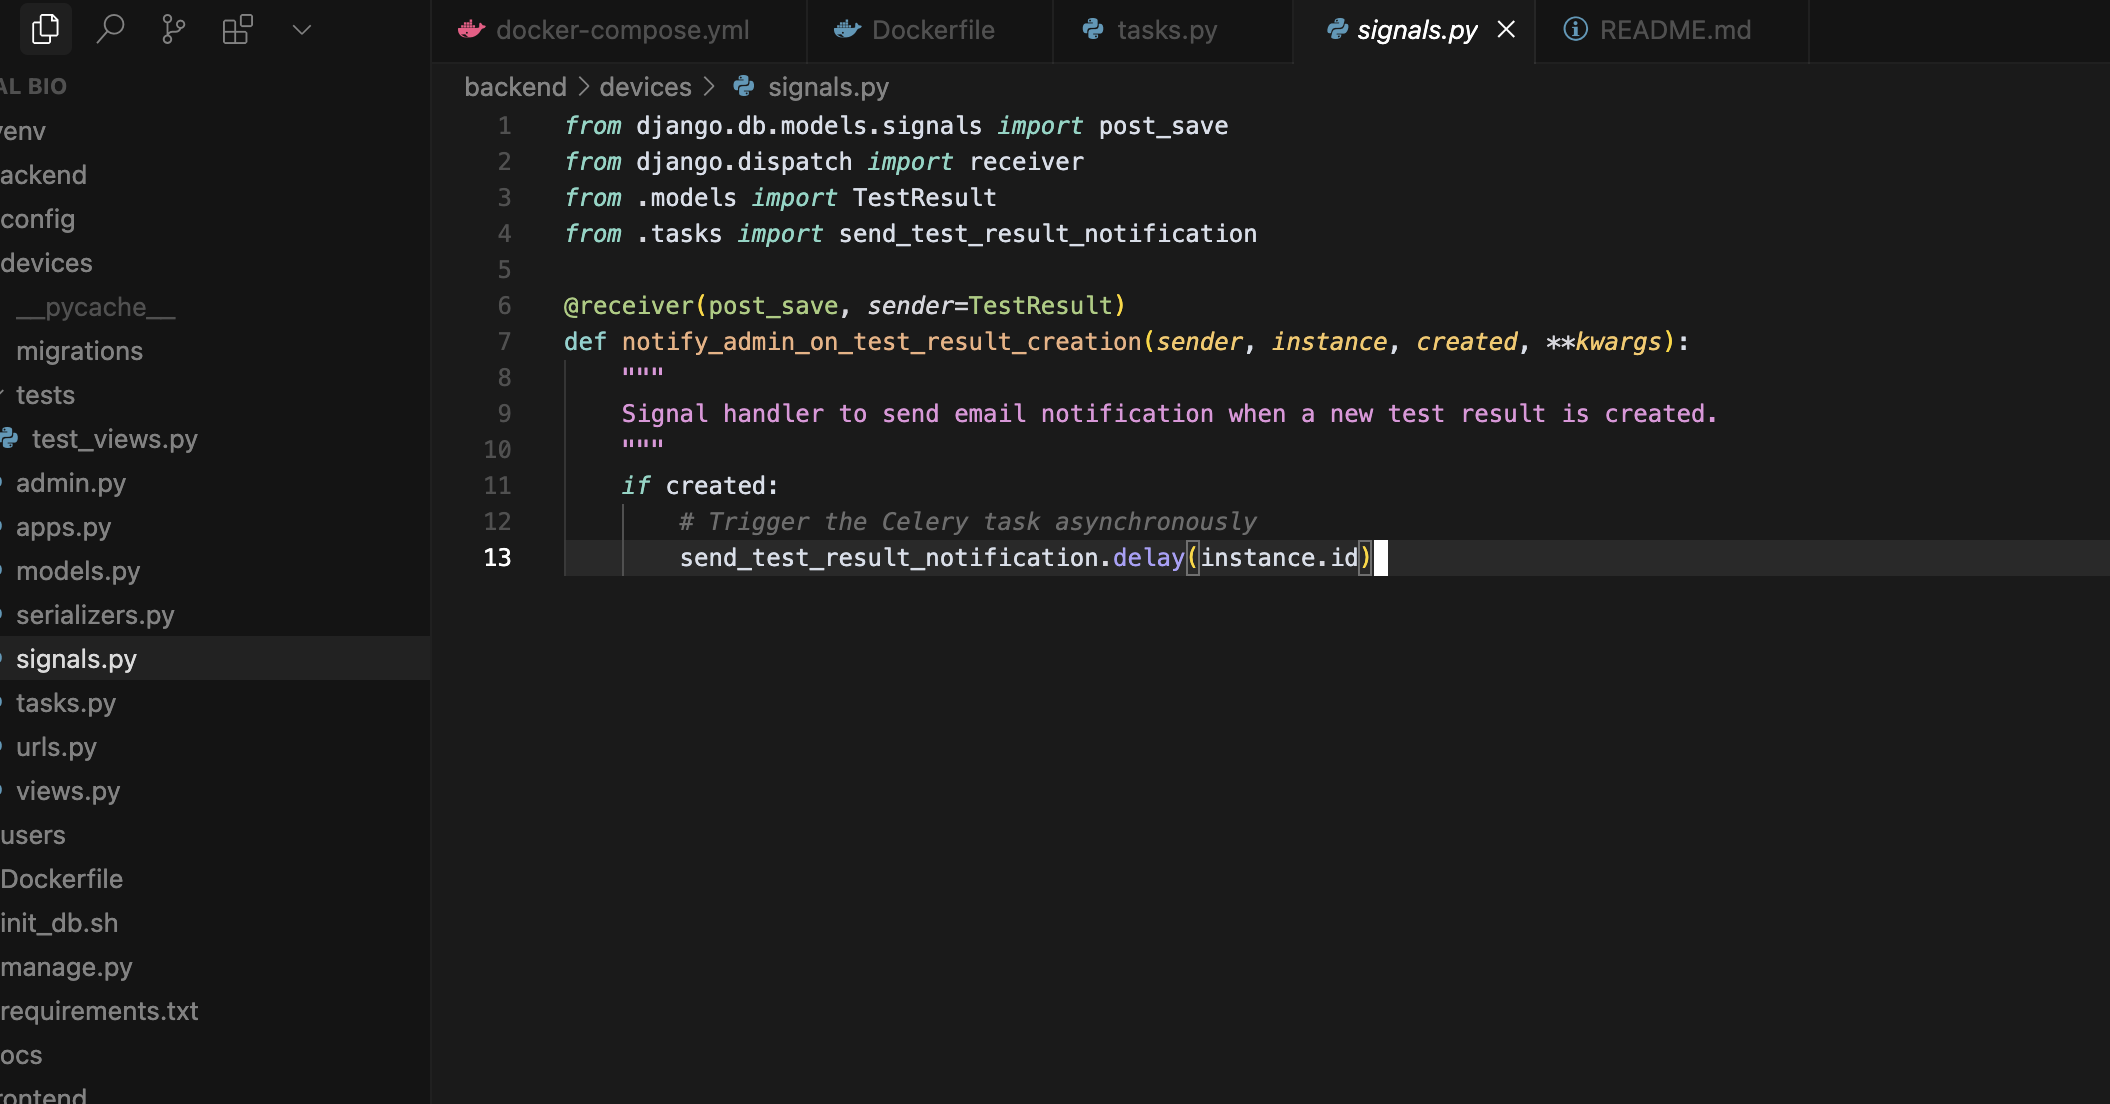 docker-compose.yml
Dockerfile
tasks.py
signals.py
README.md
AL BIO
venv
ackend
config
devices
__pycache__
migrations
tests
test_views.py
admin.py
apps.py
models.py
serializers.py
signals.py
tasks.py
urls.py
views.py
users
Dockerfile
init_db.sh
manage.py
requirements.txt
ocs
rontend
backend > devices > signals.py
1 from django.db.models.signals import post_save
2 from django.dispatch import receiver
3 from .models import TestResult
4 from .tasks import send_test_result_notification
5
6 @receiver(post_save, sender=TestResult)
7 def notify_admin_on_test_result_creation(sender, instance, created, **kwargs):
8 """
9 Signal handler to send email notification when a new test result is created.
10 """
11 if created:
12 # Trigger the Celery task asynchronously
13 send_test_result_notification.delay(instance.id)